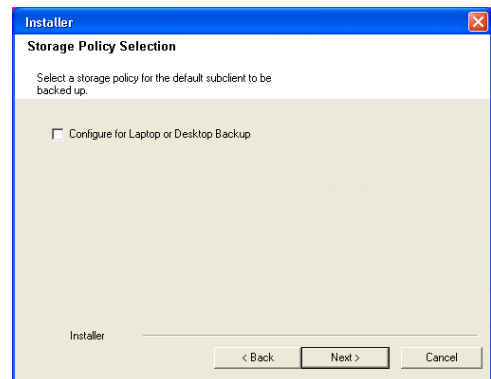 Installer
Storage Policy Selection
Select a storage policy for the default subclient to be
backed up.
Configure for Laptop or Desktop Backup
Installer
< Back
Next >
Cancel